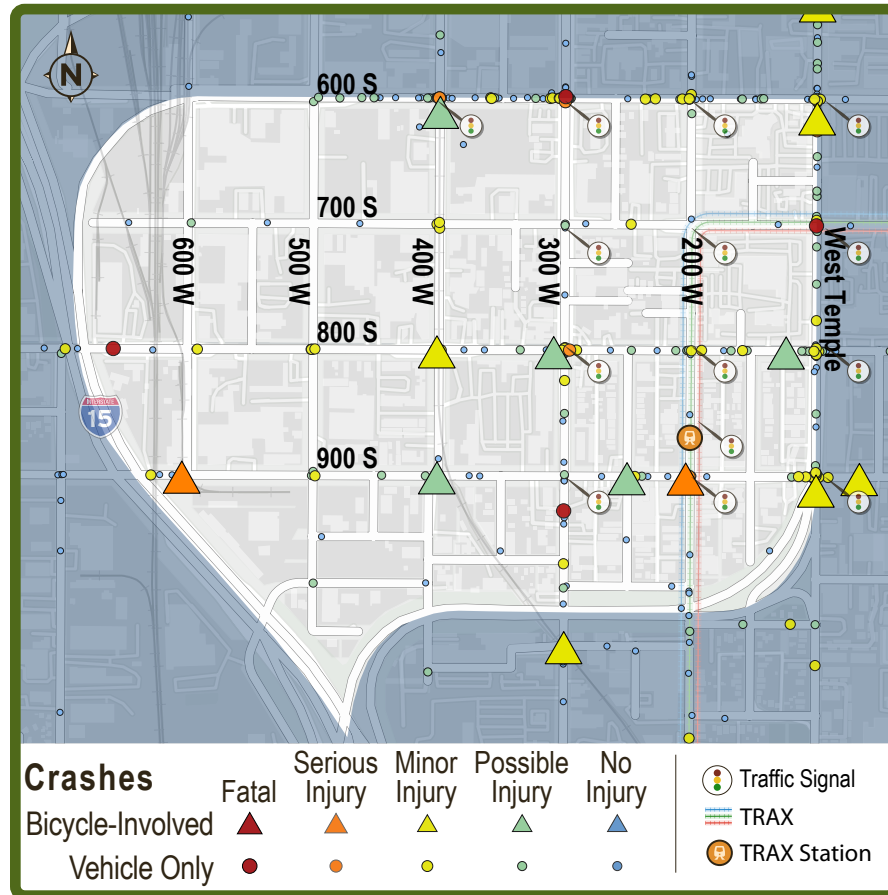 N
600 S
700 S
600 W
500 W
400 W
300 W
200 W
West Temple
800 S
INTERSTATE
15
900 S
Crashes
Fatal
Serious Injury
Minor Injury
Possible Injury
No Injury
Bicycle-Involved
Vehicle Only
Traffic Signal
TRAX
TRAX Station